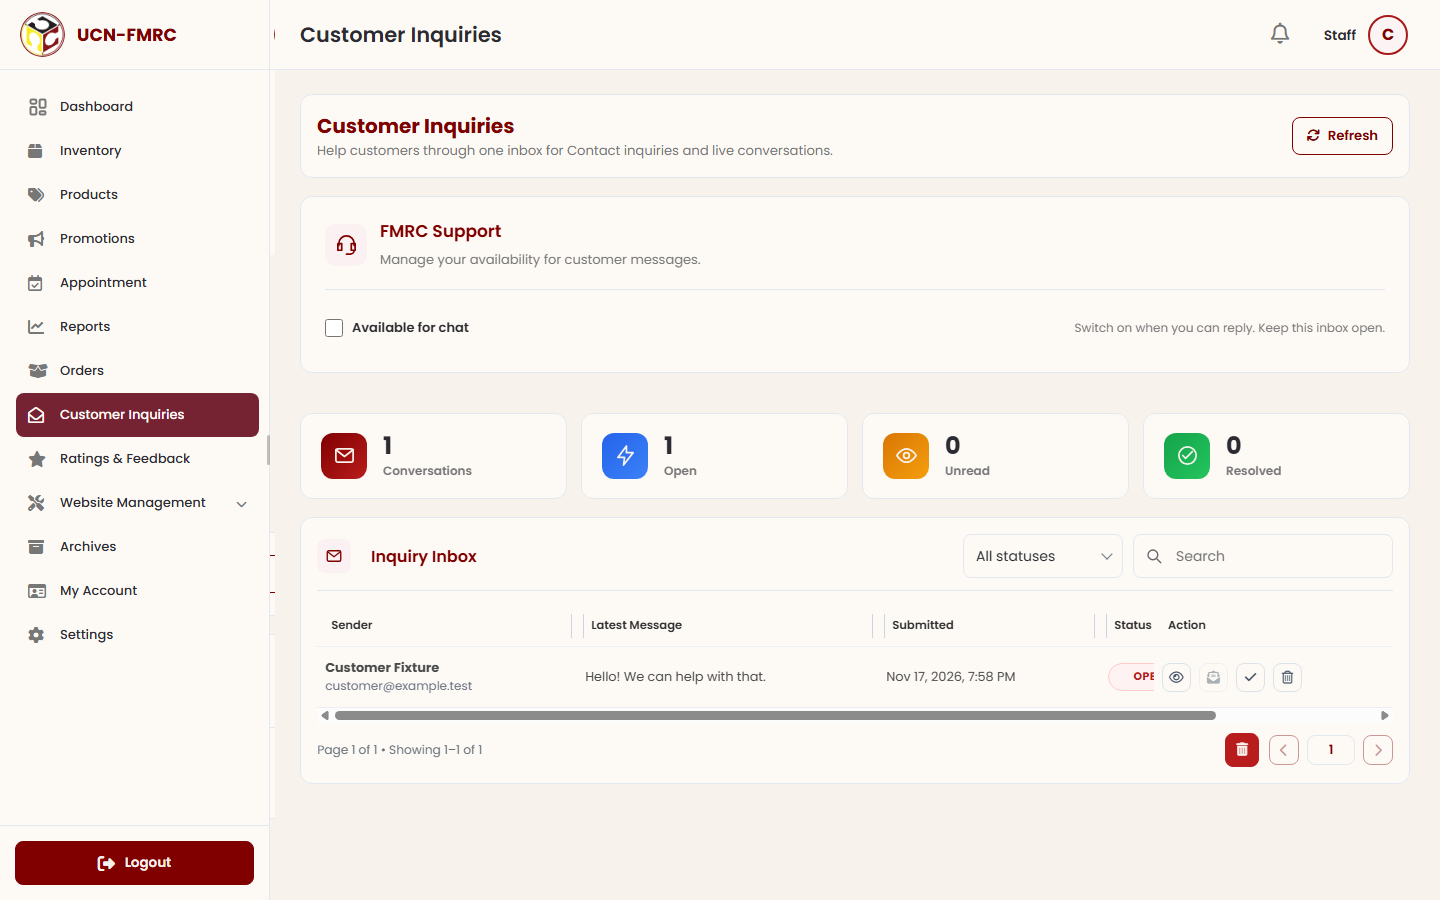 UCN-FMRC
Customer Inquiries
Staff
C
Dashboard
Inventory
Products
Promotions
Appointment
Reports
Orders
Customer Inquiries
Ratings & Feedback
Website Management
Archives
My Account
Settings
Logout
Customer Inquiries
Help customers through one inbox for Contact inquiries and live conversations.
Refresh
FMRC Support
Manage your availability for customer messages.
Available for chat
Switch on when you can reply. Keep this inbox open.
1
Conversations
1
Open
0
Unread
0
Resolved
Inquiry Inbox
All statuses
Search
Sender
Latest Message
Submitted
Status
Action
Customer Fixture
customer@example.test
Hello! We can help with that.
Nov 17, 2026, 7:58 PM
OPE
Page 1 of 1 • Showing 1–1 of 1
1